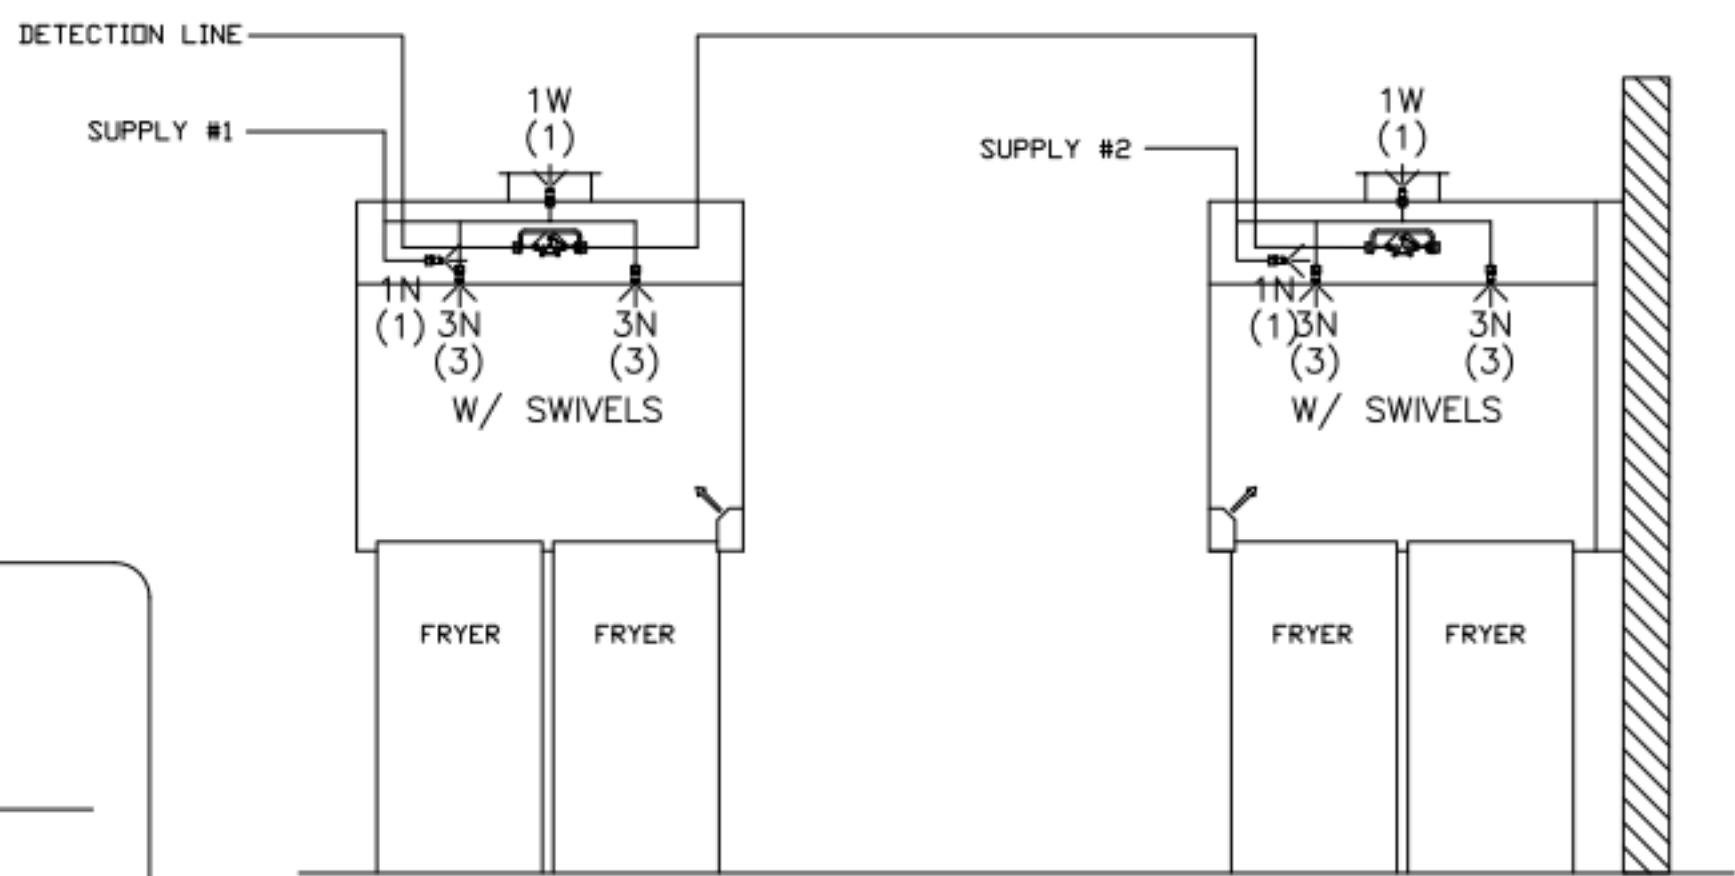 DETECTION LINE
SUPPLY #1
1W
(1)
1N
(1)
3N
(3)
3N
(3)
W/ SWIVELS
FRYER
FRYER
SUPPLY #2
1W
(1)
1N
(1)
3N
(3)
3N
(3)
W/ SWIVELS
FRYER
FRYER